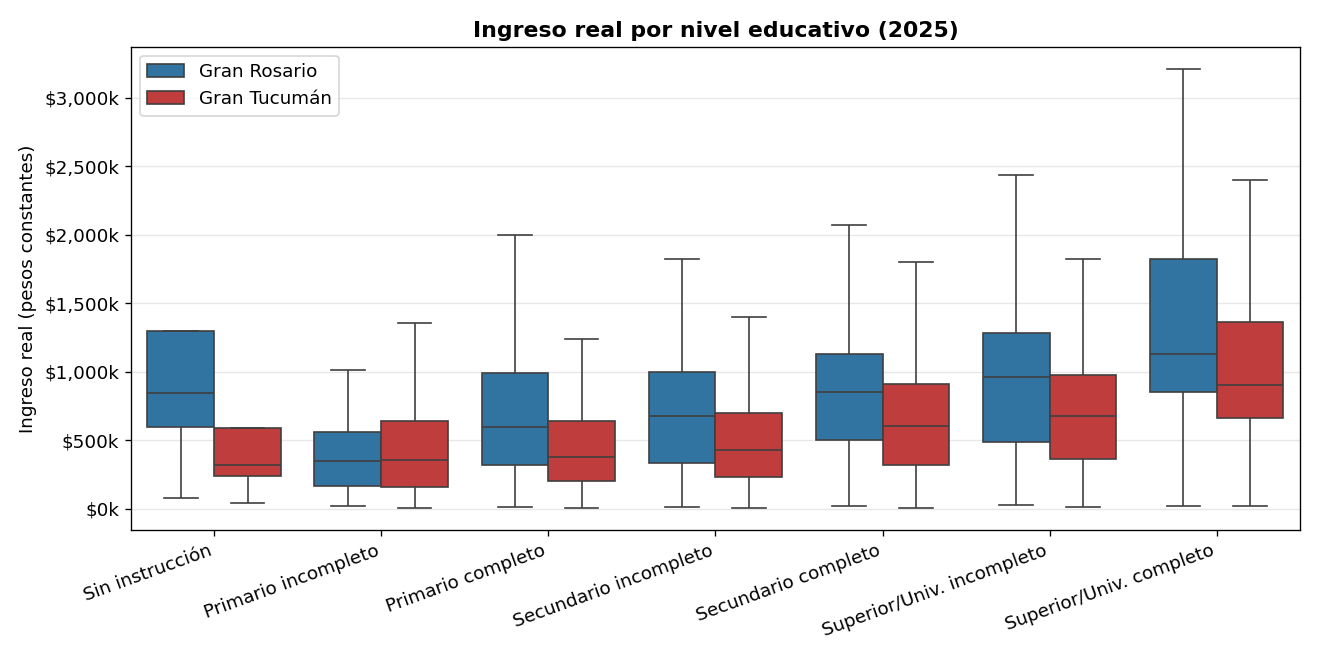 Ingreso real por nivel educativo (2025)
Gran Rosario
Gran Tucumán
Ingreso real (pesos constantes)
$3,000k
$2,500k
$2,000k
$1,500k
$1,000k
$500k
$0k
Sin instrucción
Primario incompleto
Primario completo
Secundario incompleto
Secundario completo
Superior/Univ. incompleto
Superior/Univ. completo